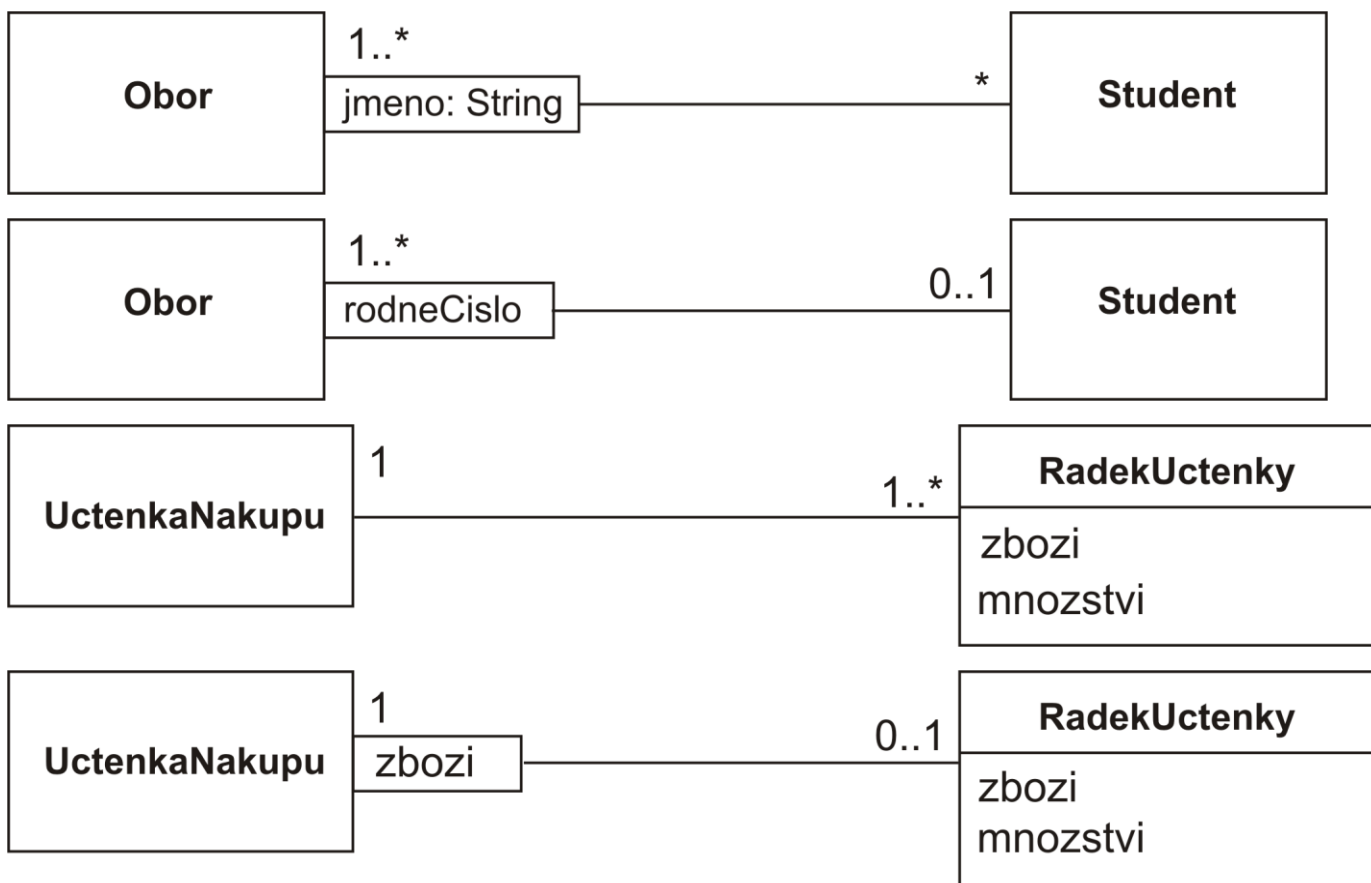 1..*
Obor
jmeno: String
*
Student
1..*
Obor
rodneCislo
0..1
Student
1
UctenkaNakupu
1..*
RadekUctenky
zbozi
mnozstvi
1
UctenkaNakupu
zbozi
0..1
RadekUctenky
zbozi
mnozstvi